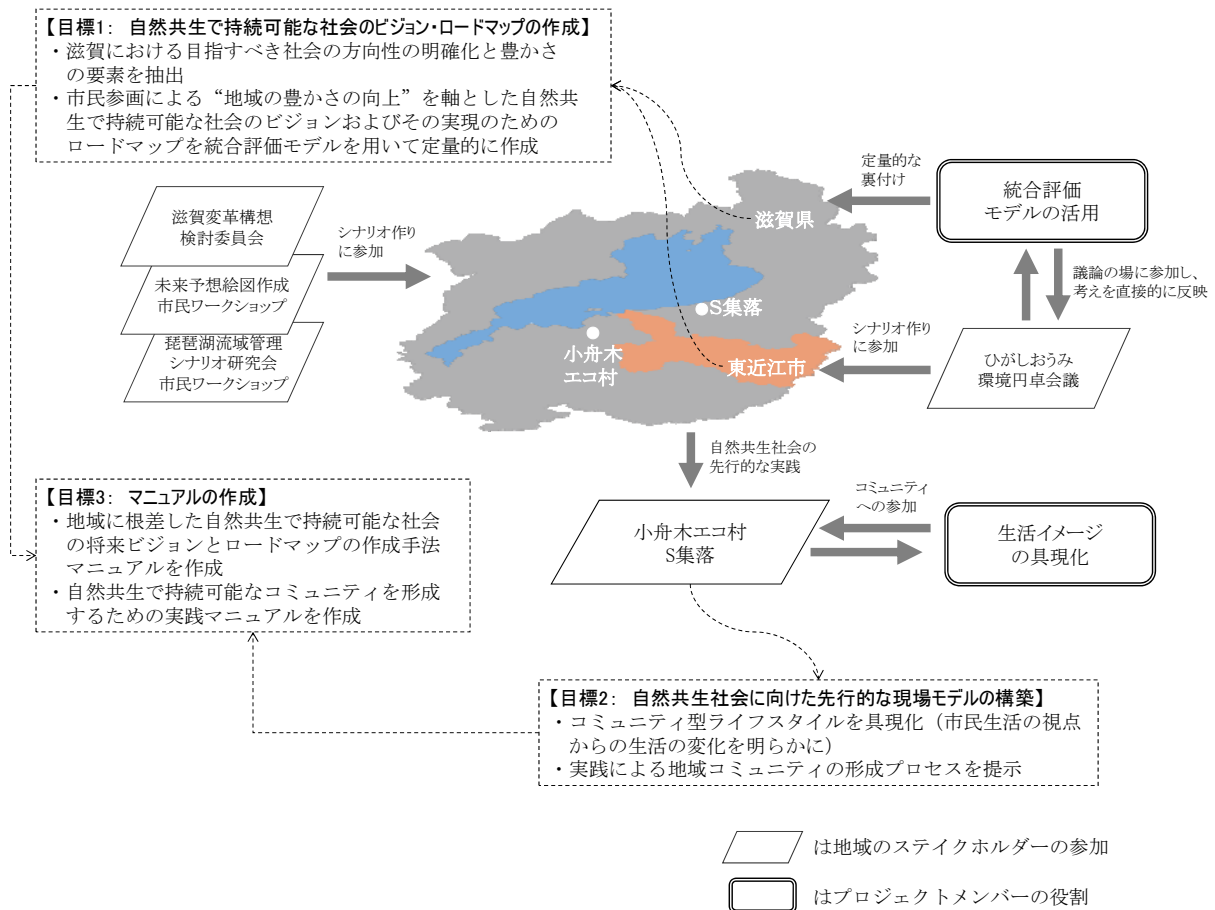 【目標1： 自然共生で持続可能な社会のビジョン・ロードマップの作成】
・滋賀における目指すべき社会の方向性の明確化と豊かさ
の要素を抽出
・市民参画による“地域の豊かさの向上”を軸とした自然共
生で持続可能な社会のビジョンおよびその実現のための
ロードマップを統合評価モデルを用いて定量的に作成
滋賀変革構想
検討委員会
未来予想絵図作成
市民ワークショップ
琵琶湖流域管理
シナリオ研究会
市民ワークショップ
シナリオ作り
に参加
滋賀県
S集落
小舟木
エコ村
東近江市
定量的な
裏付け
統合評価
モデルの活用
議論の場に参加し、
考えを直接的に反映
シナリオ作り
に参加
ひがしおうみ
環境円卓会議
自然共生社会の
先行的な実践
【目標3： マニュアルの作成】
・地域に根差した自然共生で持続可能な社会
の将来ビジョンとロードマップの作成手法
マニュアルを作成
・自然共生で持続可能なコミュニティを形成
するための実践マニュアルを作成
小舟木エコ村
S集落
コミュニティ
への参加
生活イメージ
の具現化
【目標2： 自然共生社会に向けた先行的な現場モデルの構築】
・コミュニティ型ライフスタイルを具現化（市民生活の視点
からの生活の変化を明らかに）
・実践による地域コミュニティの形成プロセスを提示
は地域のステイクホルダーの参加
はプロジェクトメンバーの役割